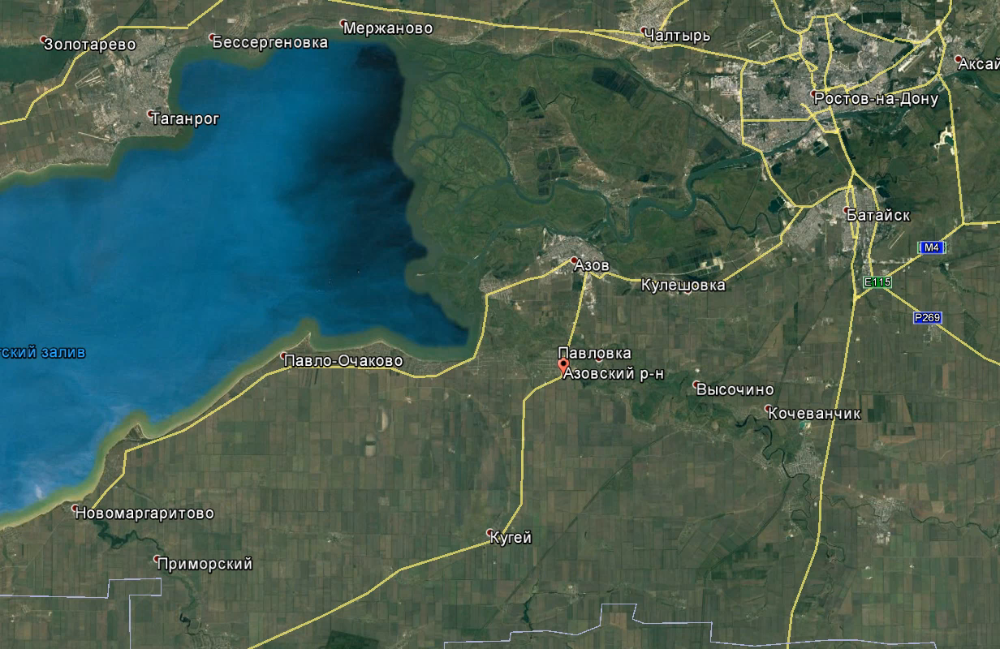 Мержаново
Чалтырь
Золотарево
Бессергеновка
Аксай
Ростов-на-Дону
Таганрог
Батайск
M4
Азов
E115
Кулешовка
P269
ский залив
Павловка
Павло-Очаково
Азовский р-н
Высочино
Кочеванчик
Новомаргаритово
Кугей
Приморский